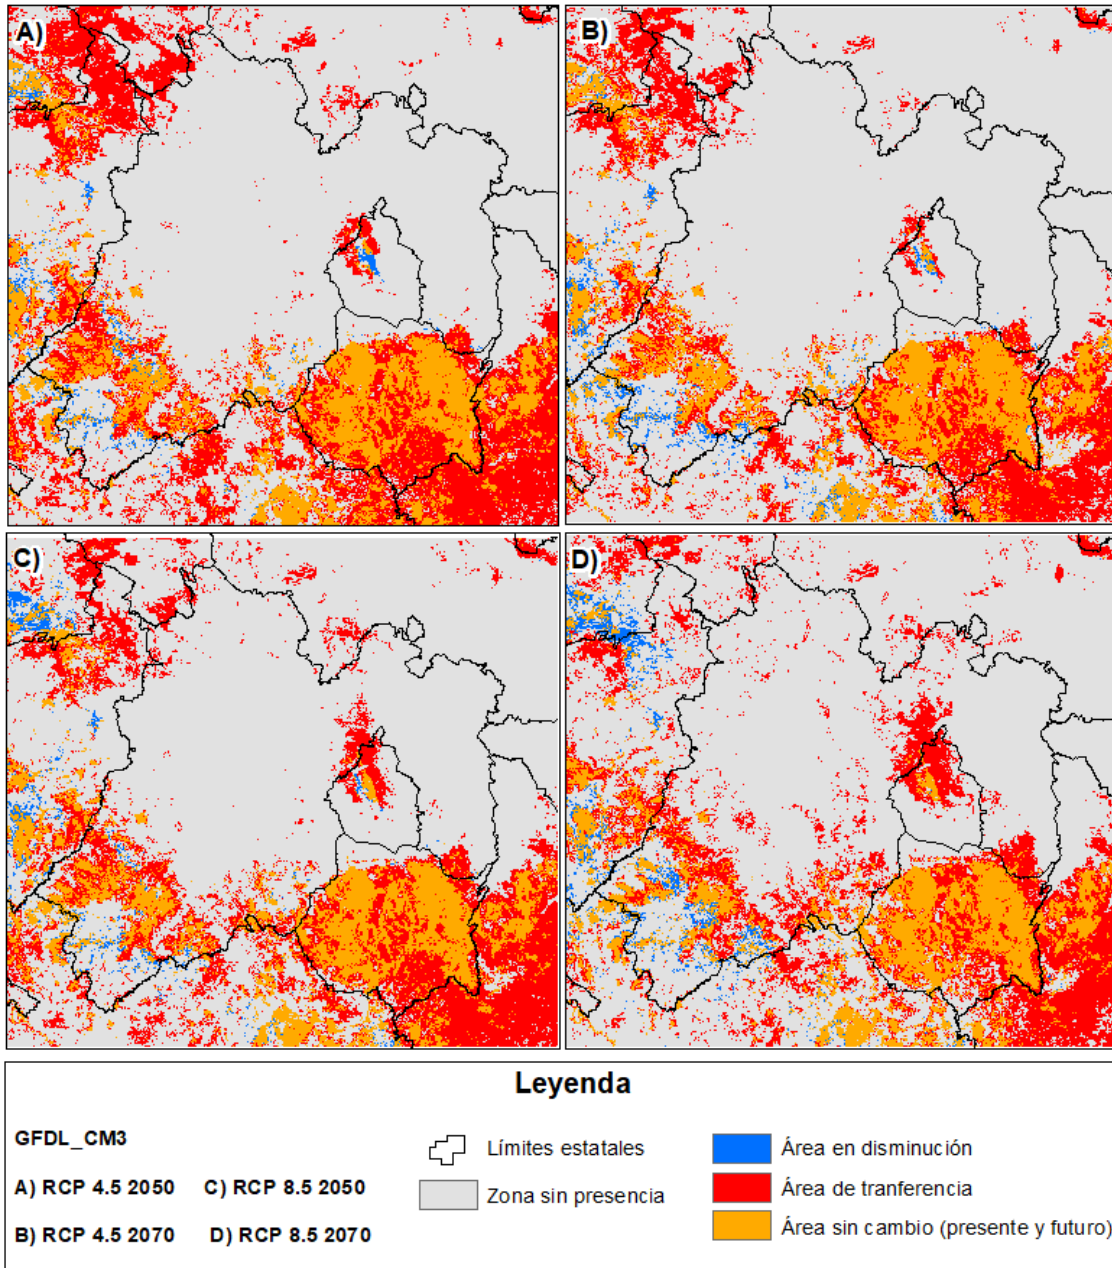 A)
B)
C)
D)
Leyenda
GFDL_CM3
A) RCP 4.5 2050 C) RCP 8.5 2050
B) RCP 4.5 2070 D) RCP 8.5 2070
Límites estatales
Zona sin presencia
Área en disminución
Área de tranferencia
Área sin cambio (presente y futuro)